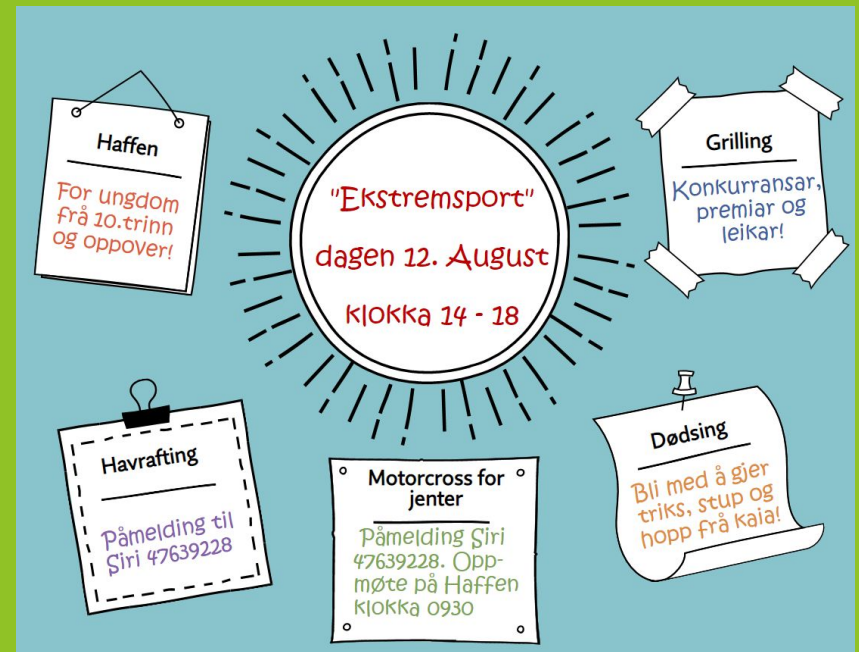 Haffen
For ungdom
frå 10.trinn
og oppover!
"Ekstremsport"
dagen 12. August
klokka 14 - 18
Grilling
Konkurransar,
premiar og
leikar!
Havrafting
Påmelding til
Siri 47639228
Motorcross for
jenter
Påmelding Siri
47639228. Opp-
møte på Haffen
klokka 0930
Dødsing
Bli med å gjer
triks, stup og
hopp frå kaia!